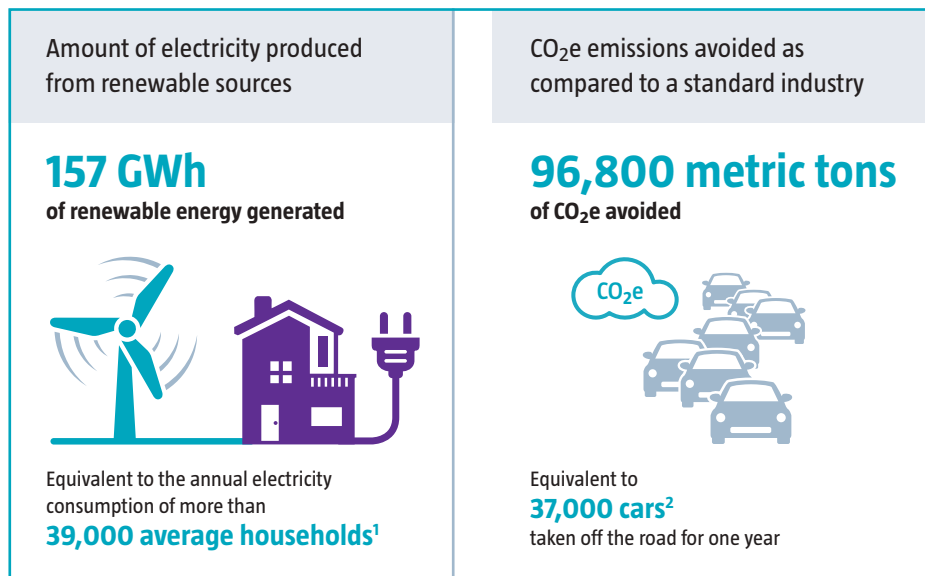 Amount of electricity produced
from renewable sources
157 GWh
of renewable energy generated
Equivalent to the annual electricity
consumption of more than
39,000 average households¹
CO₂e emissions avoided as
compared to a standard industry
96,800 metric tons
of CO₂e avoided
CO₂e
Equivalent to
37,000 cars²
taken off the road for one year